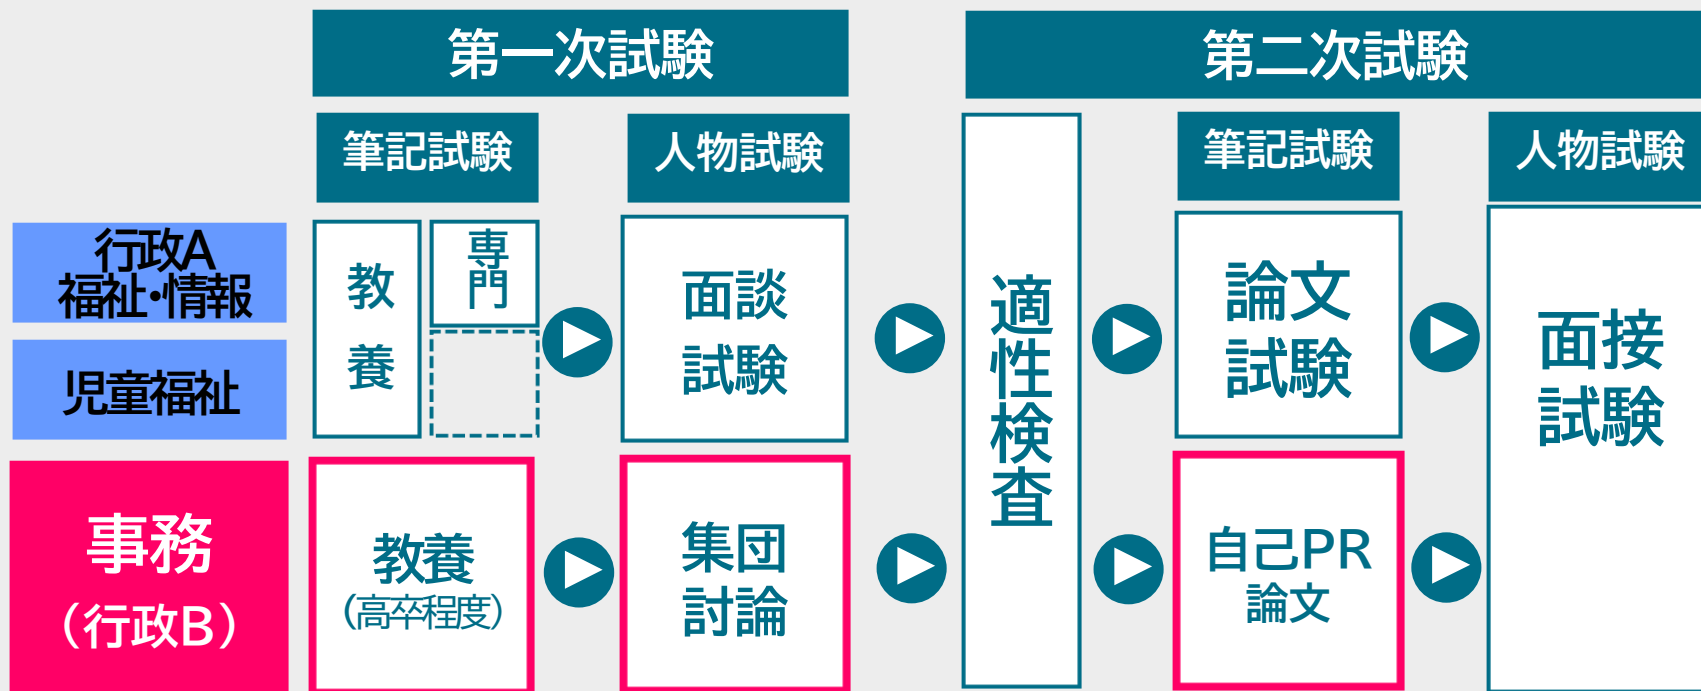 第一次試験
第二次試験
筆記試験
人物試験
筆記試験
人物試験
行政A
福祉・情報
児童福祉
教
養
専
門
面談
試験
適性検査
論文
試験
面接
試験
事務
（行政B）
教養
（高卒程度）
集団
討論
自己PR
論文